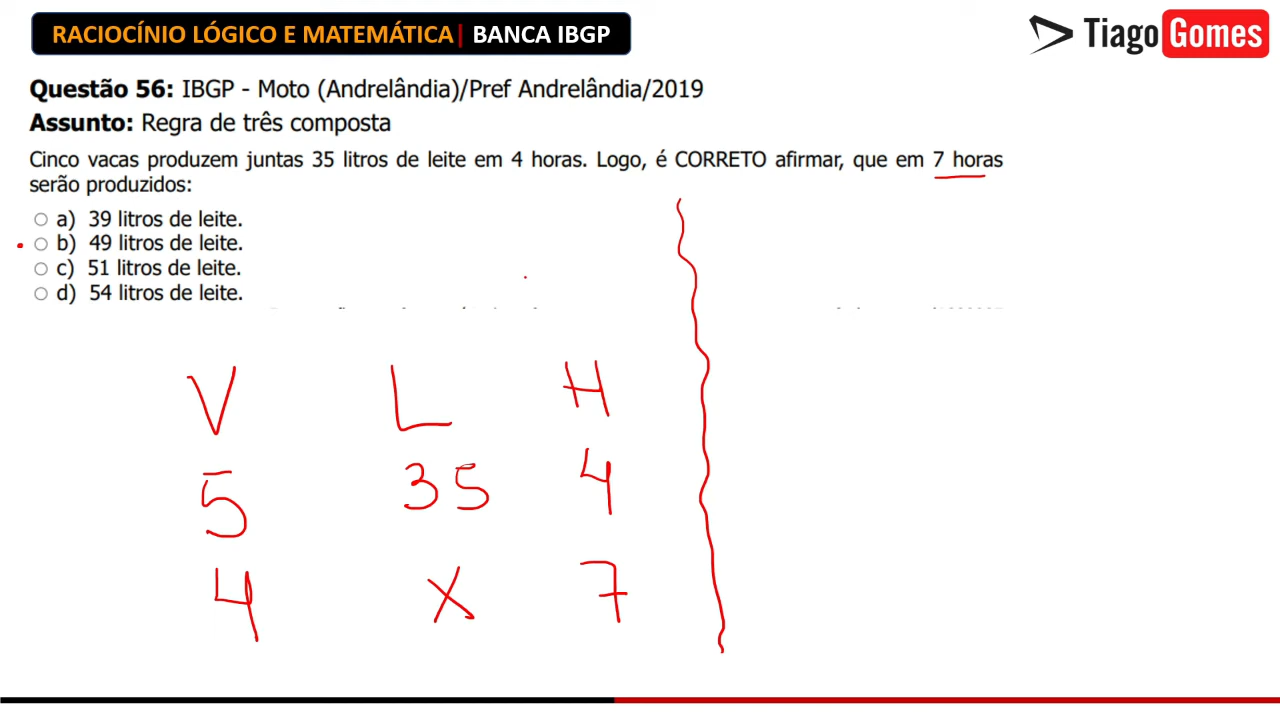 RACIOCÍNIO LÓGICO E MATEMÁTICA| BANCA IBGP
Tiago Gomes
Questão 56: IBGP - Moto (Andrelândia)/Pref Andrelândia/2019
Assunto: Regra de três composta
Cinco vacas produzem juntas 35 litros de leite em 4 horas. Logo, é CORRETO afirmar, que em 7 horas
serão produzidos:
a) 39 litros de leite.
b) 49 litros de leite.
c) 51 litros de leite.
d) 54 litros de leite.
V L H
5 35 4
4 X 7